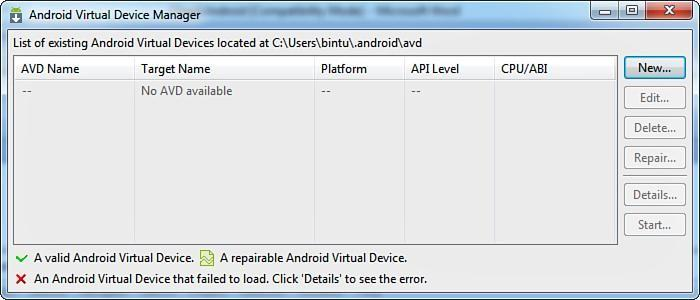 Android Virtual Device Manager
List of existing Android Virtual Devices located at C:\Users\bintu\.android\avd
AVD Name Target Name Platform API Level CPU/ABI
-- No AVD available -- --
New...
Edit...
Delete...
Repair...
Details...
Start...
A valid Android Virtual Device. A repairable Android Virtual Device.
An Android Virtual Device that failed to load. Click 'Details' to see the error.